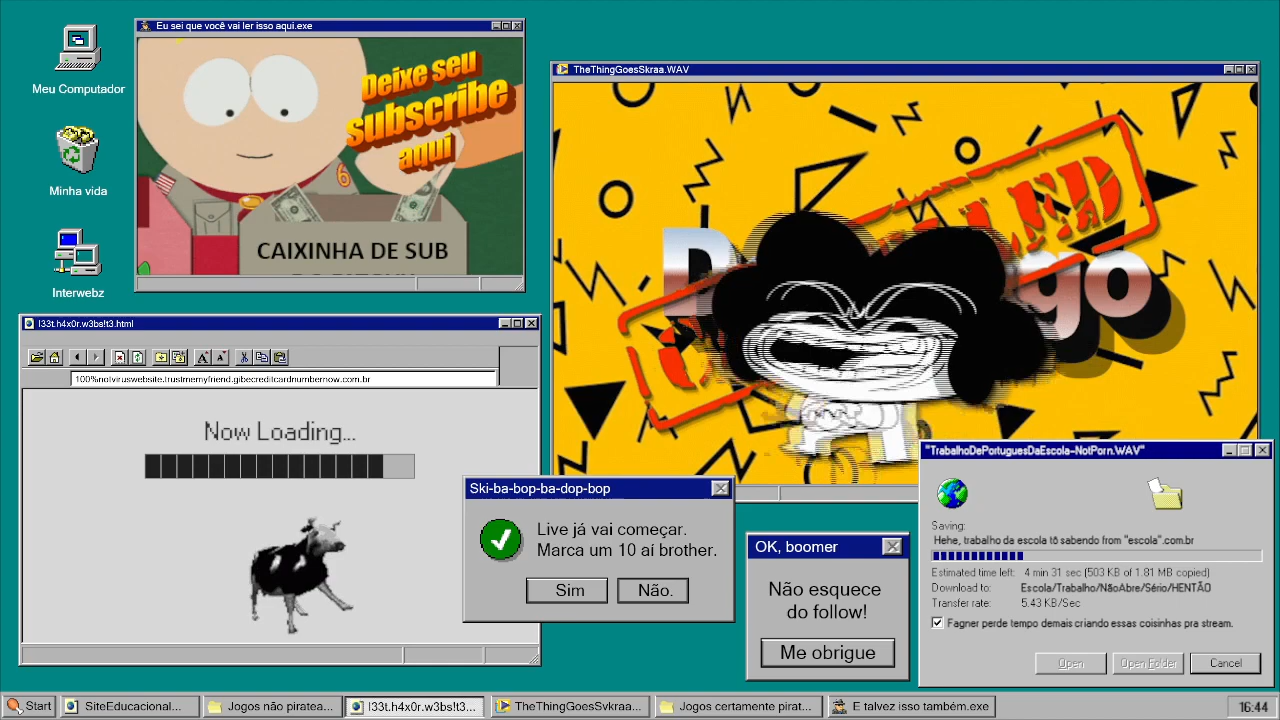 Meu Computador
Minha vida
Interwebz
Eu sei que você vai ler isso aqui.exe
Deixe seu
subscribe
aqui
6
CAIXINHA DE SUB
TheThingGoesSkraa.WAV
go
l33t.h4x0r.w3bs!t3.html
100%notviruswebsite.trustmemyfriend.gibecreditcardnumbernow.com.br
Now Loading...
Ski-ba-bop-ba-dop-bop
Live já vai começar.
Marca um 10 aí brother.
Sim
Não.
OK, boomer
Não esquece
do follow!
Me obrigue
"TrabalhoDePortuguesDaEscola-NotPorn.WAV"
Saving:
Hehe, trabalho da escola tô sabendo from "escola".com.br
Estimated time left: 4 min 31 sec (503 KB of 1.81 MB copied)
Download to: Escola/Trabalho/NãoAbre/Sério/HENTÃO
Transfer rate: 5.43 KB/Sec
Fagner perde tempo demais criando essas coisinhas pra stream.
Open
Open Folder
Cancel
Start
SiteEducacional...
Jogos não piratea...
l33t.h4x0r.w3bs!t3...
TheThingGoesSvkraa...
Jogos certamente pirat...
E talvez isso também.exe
16:44